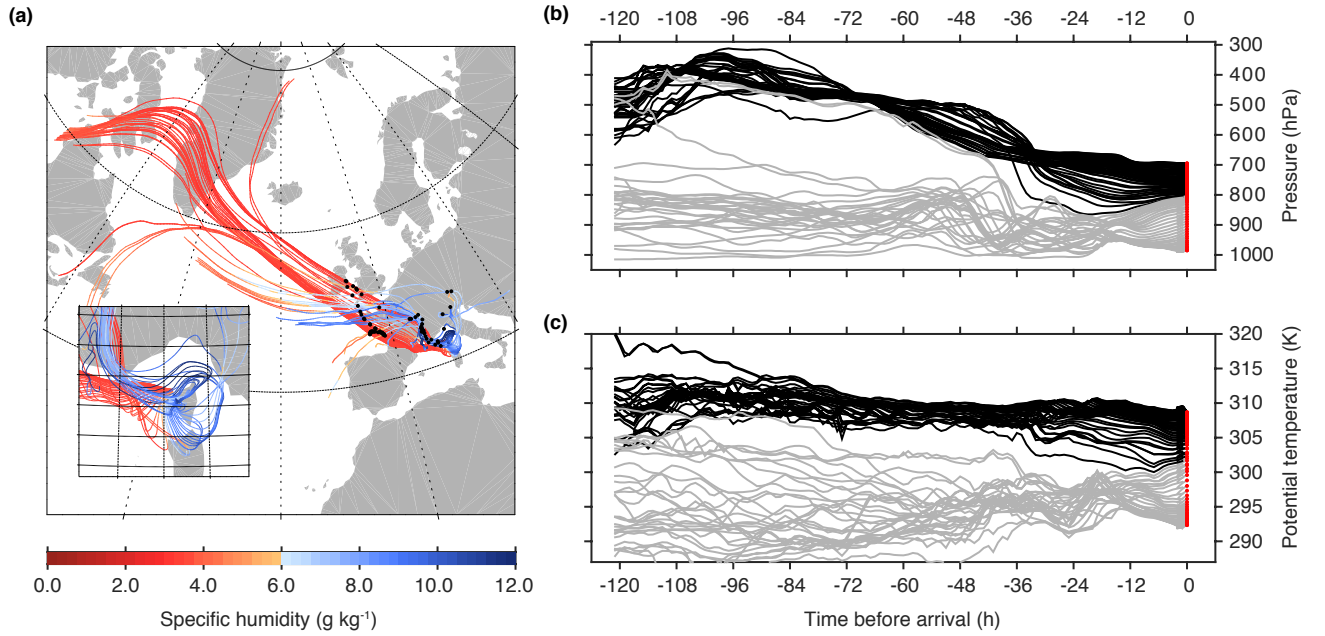 (a)
0.0 2.0 4.0 6.0 8.0 10.0 12.0
Specific humidity (g kg⁻¹)
(b)
-120 -108 -96 -84 -72 -60 -48 -36 -24 -12 0
300
400
500
600
700
800
900
1000
Pressure (hPa)
(c)
320
315
310
305
300
295
290
Potential temperature (K)
-120 -108 -96 -84 -72 -60 -48 -36 -24 -12 0
Time before arrival (h)